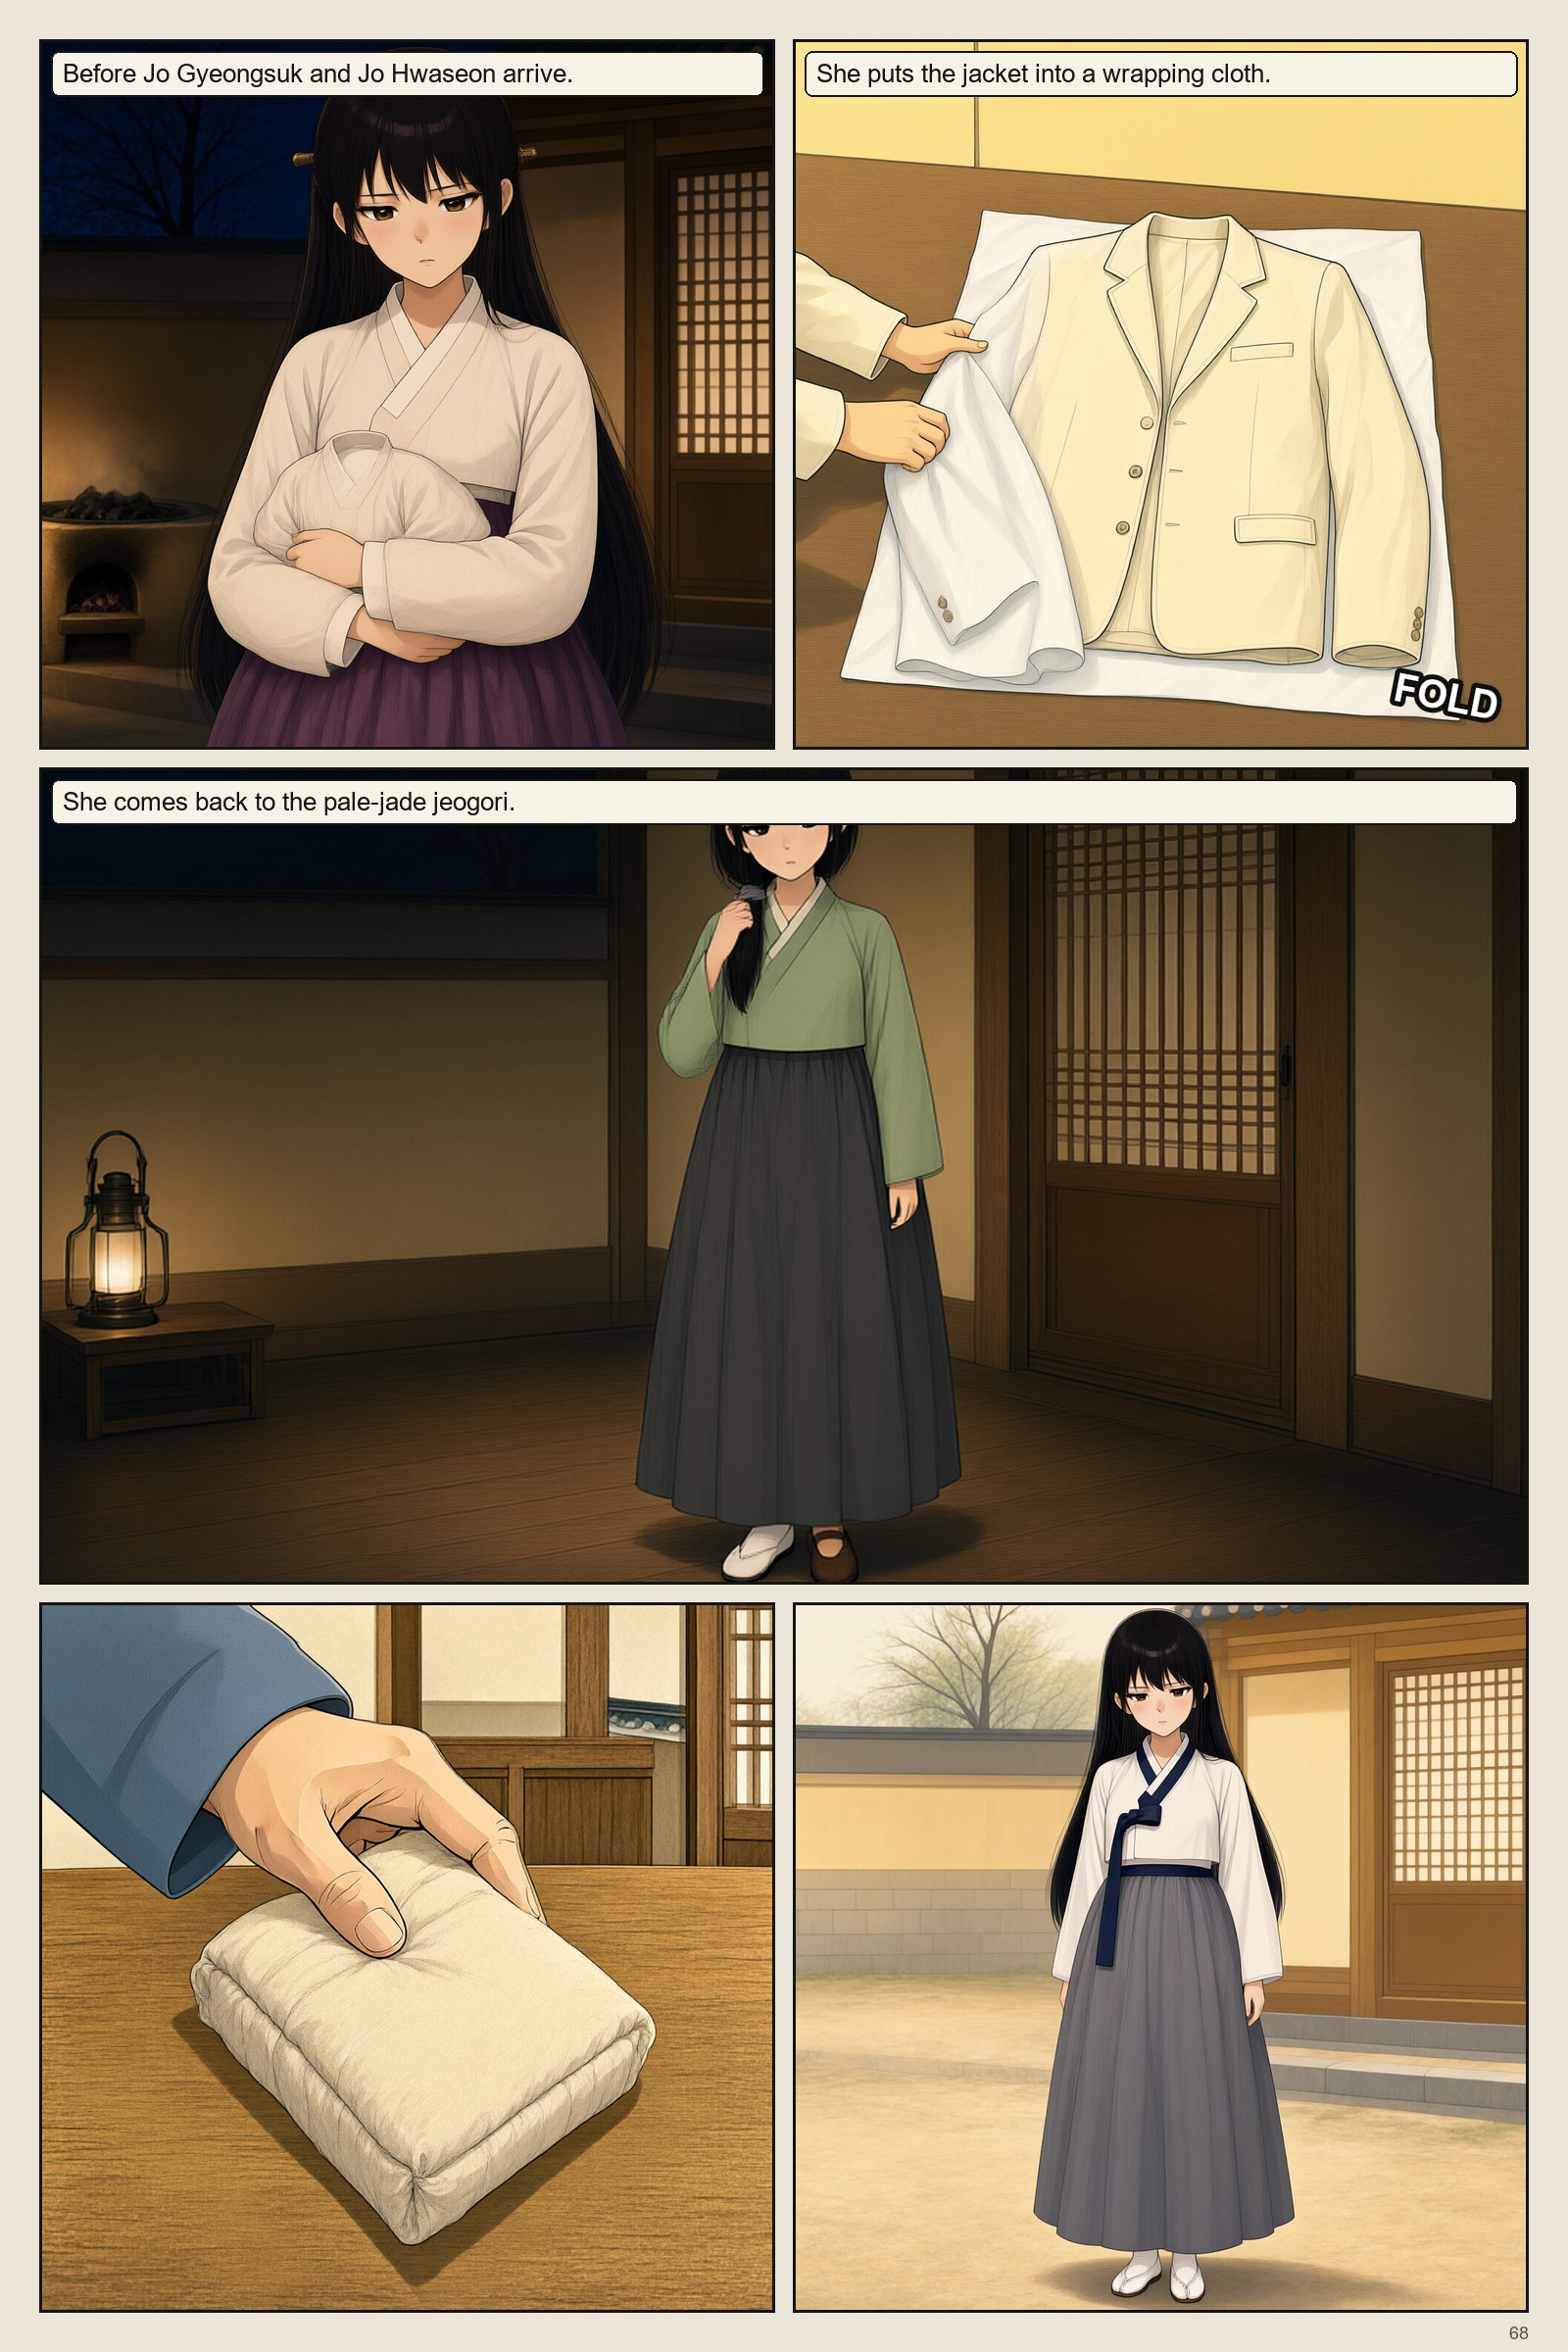 Before Jo Gyeongsuk and Jo Hwaseon arrive.
She puts the jacket into a wrapping cloth.
FOLD
She comes back to the pale-jade jeogori.
68